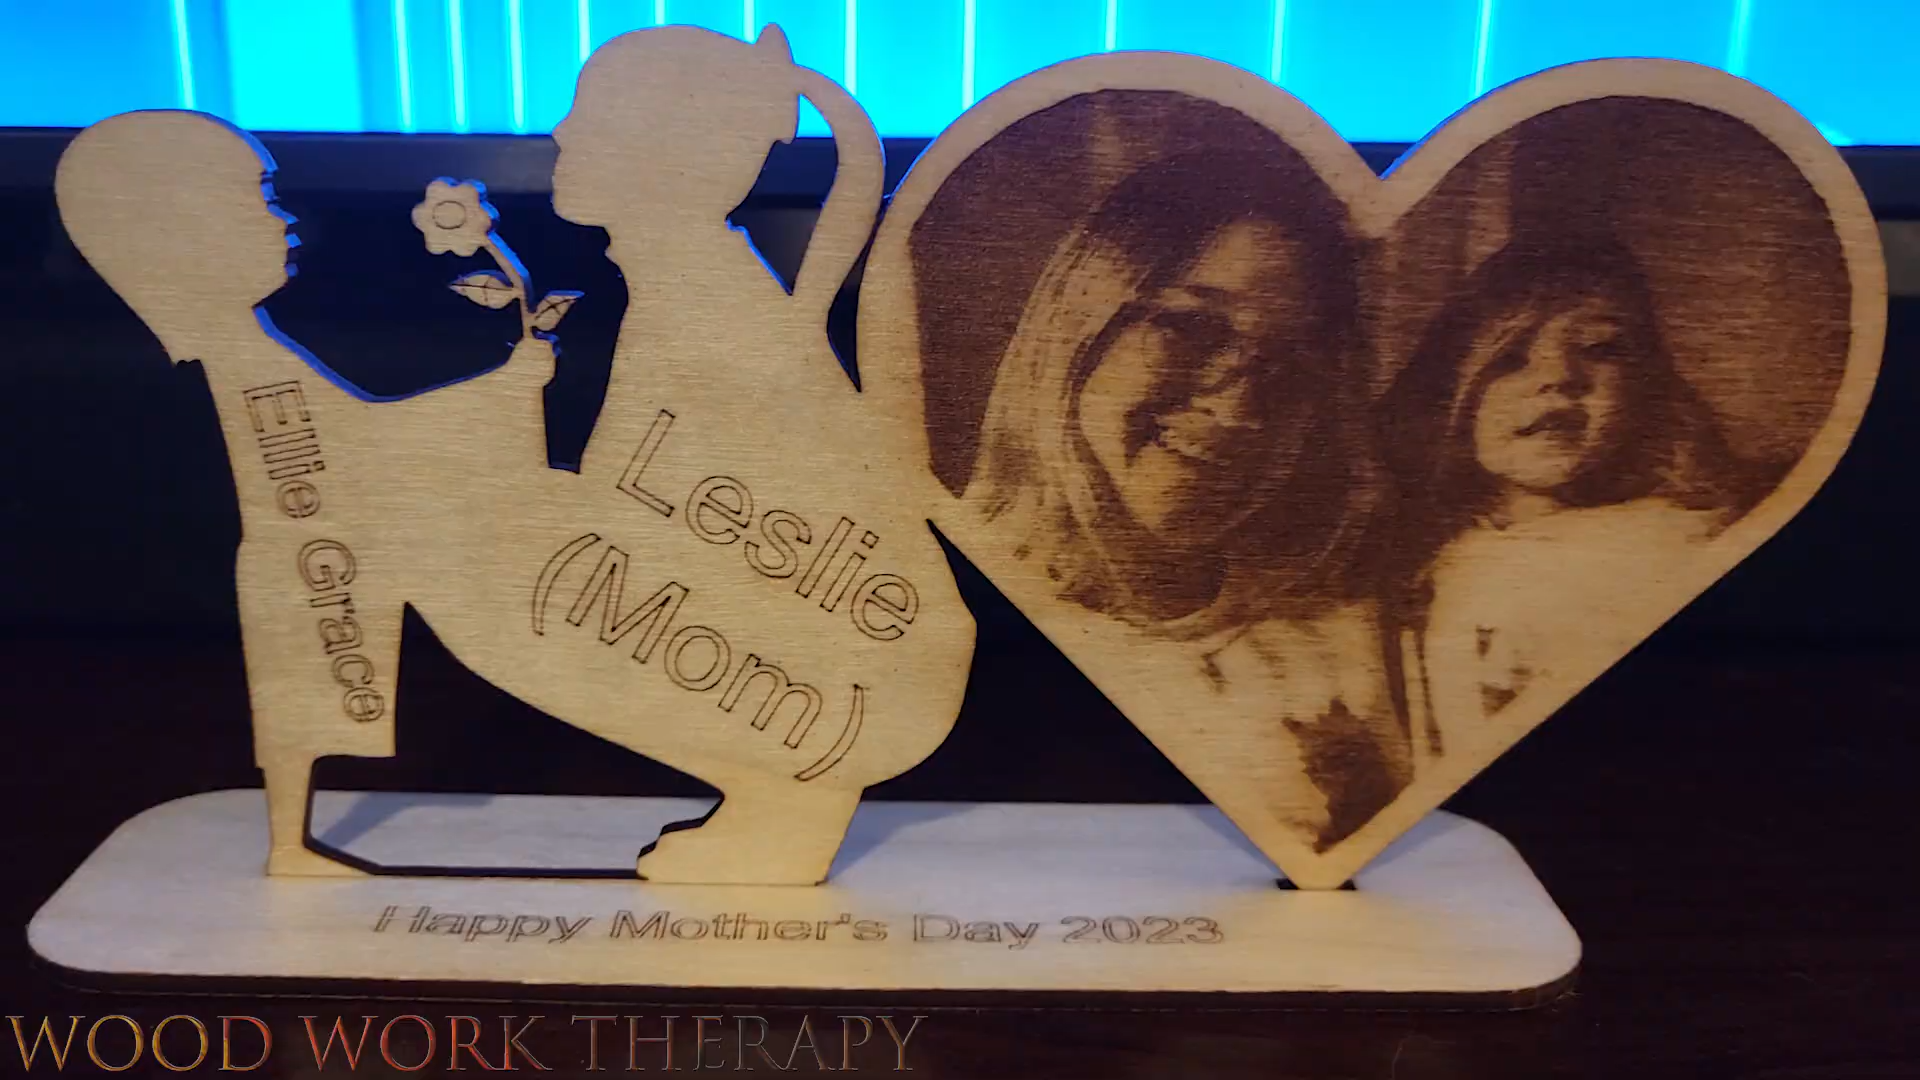 Ellie Grace
Leslie
(Mom)
Happy Mother's Day 2023
WOOD WORK THERAPY